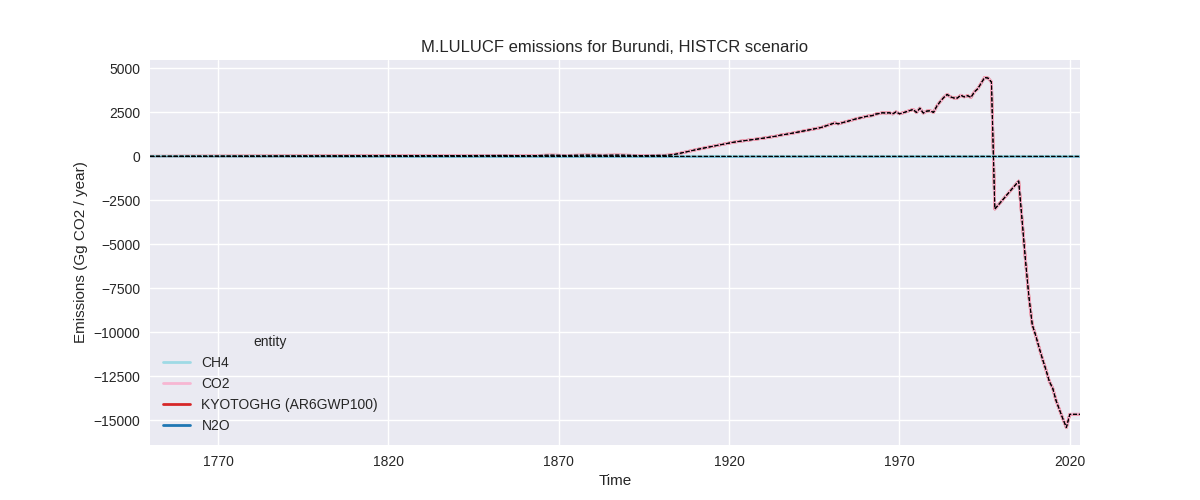 M.LULUCF emissions for Burundi, HISTCR scenario
Emissions (Gg CO2 / year)
5000
2500
0
−2500
−5000
−7500
−10000
−12500
−15000
entity
CH4
CO2
KYOTOGHG (AR6GWP100)
N2O
1770 1820 1870 1920 1970 2020
Time